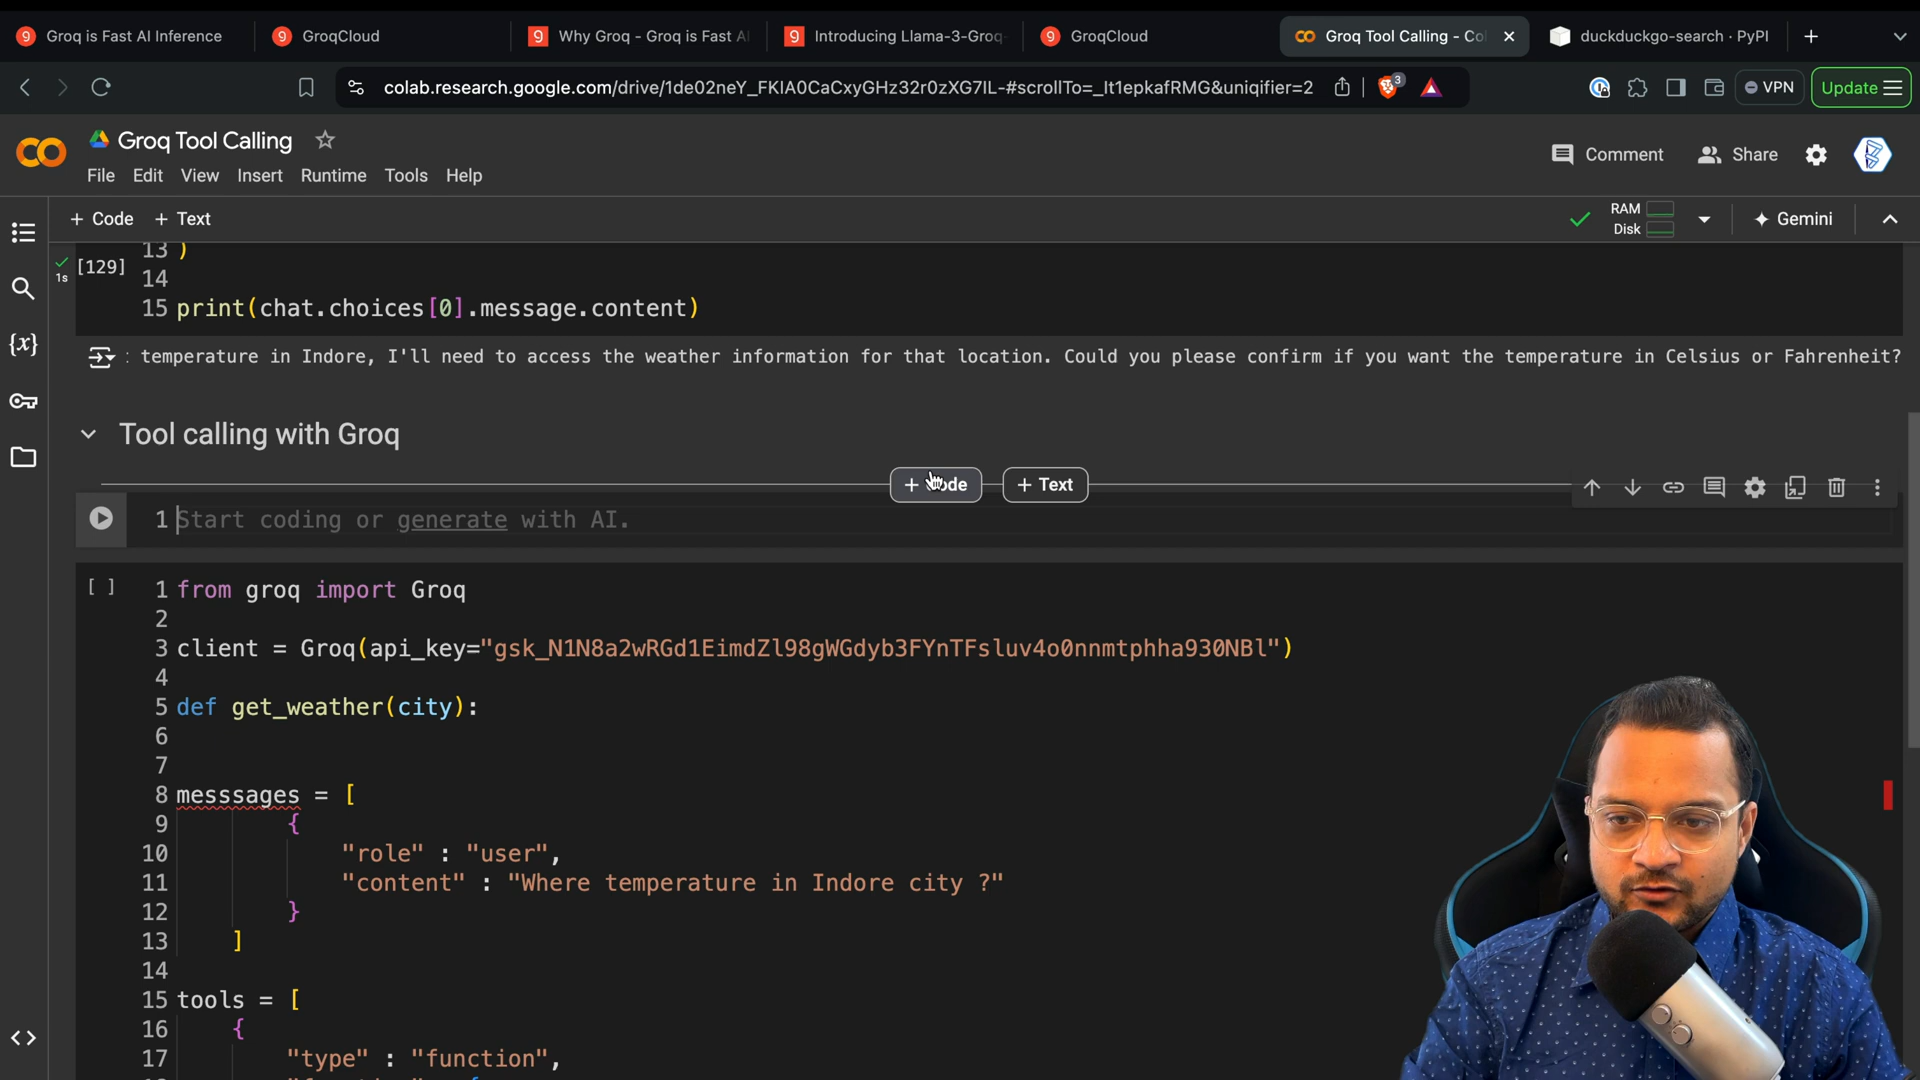 Groq is Fast AI Inference
GroqCloud
Why Groq - Groq is Fast AI
Introducing Llama-3-Groq-
GroqCloud
Groq Tool Calling - Col
duckduckgo-search · PyPI
colab.research.google.com/drive/1de02neY_FKIA0CaCxyGHz32r0zXG7IL-#scrollTo=_lt1epkafRMG&uniqifier=2
3
VPN
Update
Groq Tool Calling
Comment
Share
File Edit View Insert Runtime Tools Help
+ Code + Text
RAM
Disk
Gemini
13 )
[129]
1s
14
15 print(chat.choices[0].message.content)
: temperature in Indore, I'll need to access the weather information for that location. Could you please confirm if you want the temperature in Celsius or Fahrenheit?
Tool calling with Groq
+ Code + Text
1 Start coding or generate with AI.
[ ] 1 from groq import Groq
2
3 client = Groq(api_key="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")
4
5 def get_weather(city):
6
7
8 messsages = [
9 {
10 "role" : "user",
11 "content" : "Where temperature in Indore city ?"
12 }
13 ]
14
15 tools = [
16 {
17 "type" : "function",